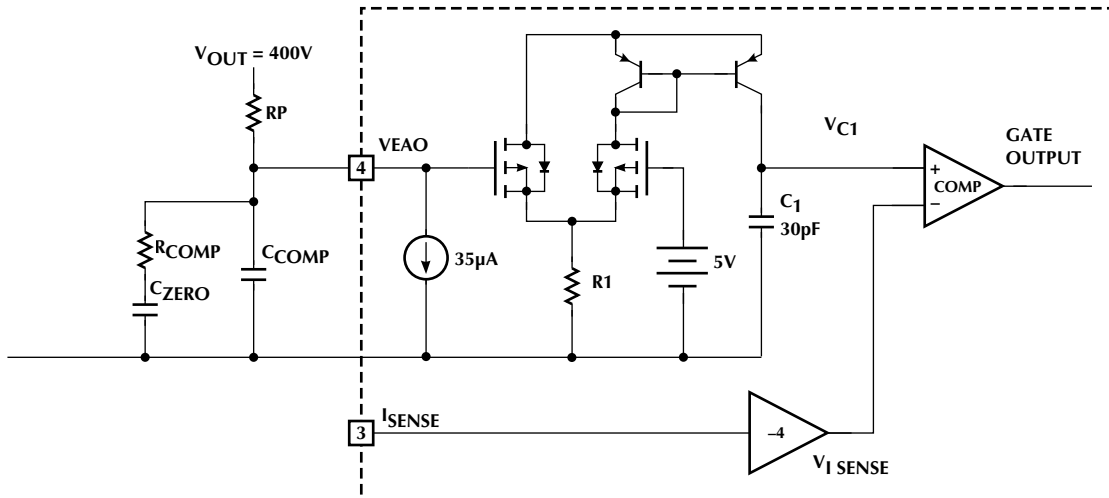 VOUT = 400V
RP
VEAO
4
RCOMP
CZERO
CCOMP
35µA
R1
5V
C1
30pF
VC1
+
COMP
−
GATE
OUTPUT
3
ISENSE
−4
VI SENSE